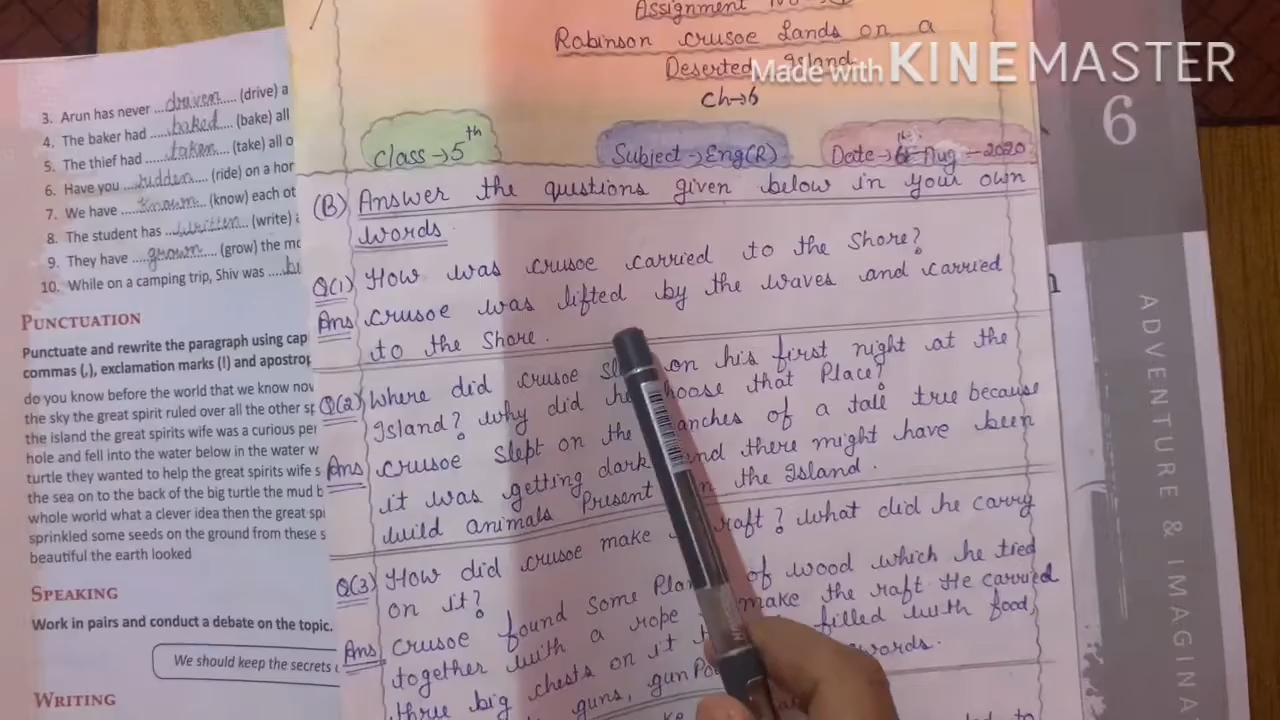 Assignment
Robinson Crusoe Lands on a
Deserted Island
Ch→6
Made with KINEMASTER
Class → 5th
Subject → Eng(R)
Date → Aug - 2020
(B) Answer the questions given below in your own
words.
Q(1) How was Crusoe carried to the Shore?
Ans Crusoe was lifted by the waves and carried
to the Shore.
Q(2) Where did Crusoe on his first night at the
Island? Why did he choose that Place?
Ans Crusoe slept on the branches of a tall tree because
it was getting dark and there might have been
wild animals Present in the Island.
Q(3) How did Crusoe make raft? What did he carry
on it?
Ans Crusoe found Some of wood which he tied
together with a rope make the raft. He carried
three big chests on it filled with food,
guns,
3. Arun has never ...driven... (drive) a
4. The baker had ...baked... (bake) all
5. The thief had ...taken... (take) all o
6. Have you ...ridden... (ride) on a hor
7. We have ...known... (know) each ot
8. The student has ...written... (write)
9. They have ...grown... (grow) the mo
10. While on a camping trip, Shiv was
PUNCTUATION
Punctuate and rewrite the paragraph using cap
commas (,), exclamation marks (!) and apostrop
do you know before the world that we know nov
the sky the great spirit ruled over all the other sp
the island the great spirits wife was a curious per
hole and fell into the water below in the water w
turtle they wanted to help the great spirits wife s
the sea on to the back of the big turtle the mud b
whole world what a clever idea then the great spi
sprinkled some seeds on the ground from these s
beautiful the earth looked
SPEAKING
Work in pairs and conduct a debate on the topic.
We should keep the secrets
WRITING
6
ADVENTURE & IMAGINA